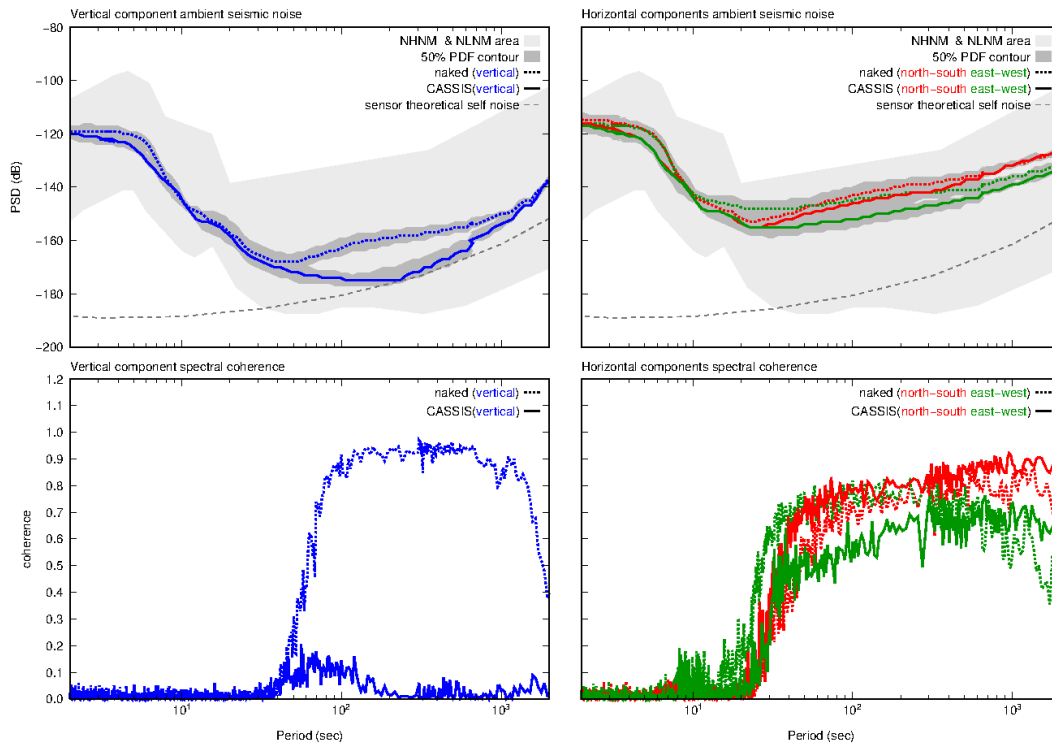 Vertical component ambient seismic noise
−80
−100
−120
−140
−160
−180
−200
PSD (dB)
NHNM & NLNM area
50% PDF contour
naked (vertical)
CASSIS(vertical)
sensor theoretical self noise
Horizontal components ambient seismic noise
NHNM & NLNM area
50% PDF contour
naked (north−south east−west)
CASSIS (north−south east−west)
sensor theoretical self noise
Vertical component spectral coherence
1.2
1.1
1.0
0.9
0.8
0.7
0.6
0.5
0.4
0.3
0.2
0.1
0.0
coherence
naked (vertical)
CASSIS(vertical)
10¹
10²
10³
Period (sec)
Horizontal components spectral coherence
naked (north−south east−west)
CASSIS(north−south east−west)
10¹
10²
10³
Period (sec)